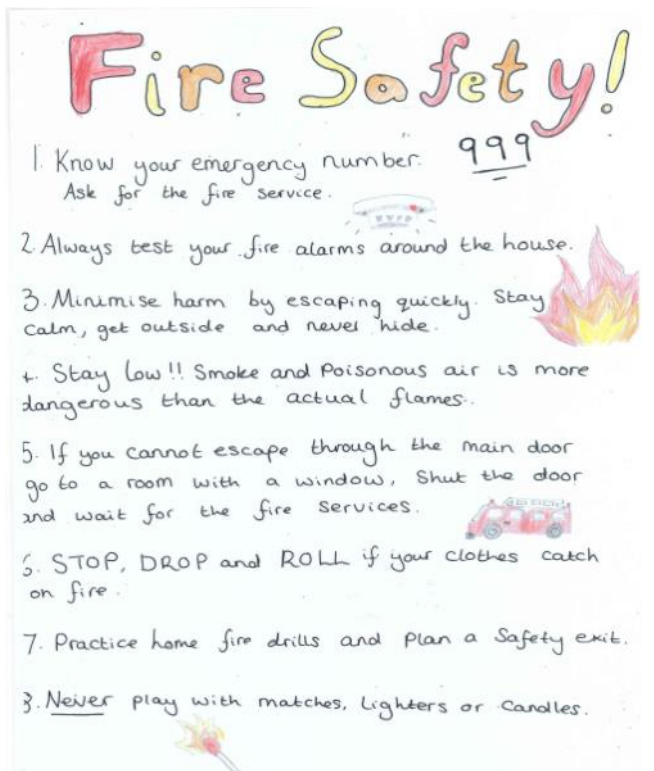 Fire Safety!
1. Know your emergency number. 999
Ask for the fire service.
2. Always test your fire alarms around the house.
3. Minimise harm by escaping quickly. Stay
calm, get outside and never hide.
4. Stay low!! Smoke and Poisonous air is more
dangerous than the actual flames.
5. If you cannot escape through the main door
go to a room with a window, Shut the door
and wait for the fire services.
6. STOP, DROP and ROLL if your clothes catch
on fire.
7. Practice home fire drills and plan a Safety exit.
8. Never play with matches, Lighters or Candles.